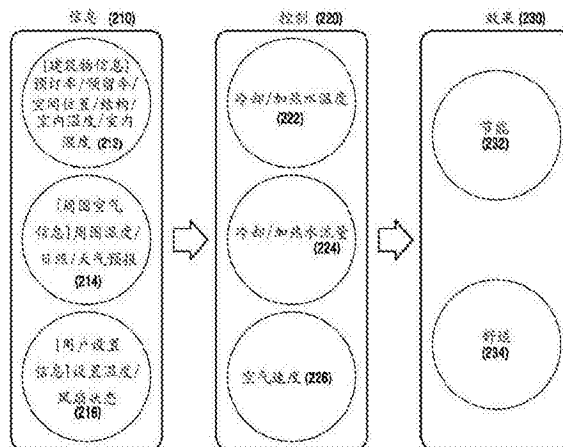 信息 (210)
[建筑物信息]
预订率/预留率/
空间位置/结构/
室内温度/室内
湿度
(212)
[周围空气
信息]周围温度/
日照/天气预报
(214)
[用户设置
信息]设置温度/
风扇状态
(216)
控制 (220)
冷却/加热水温度
(222)
冷却/加热水流量
(224)
空气速度 (226)
效果 (230)
节能
(232)
舒适
(234)